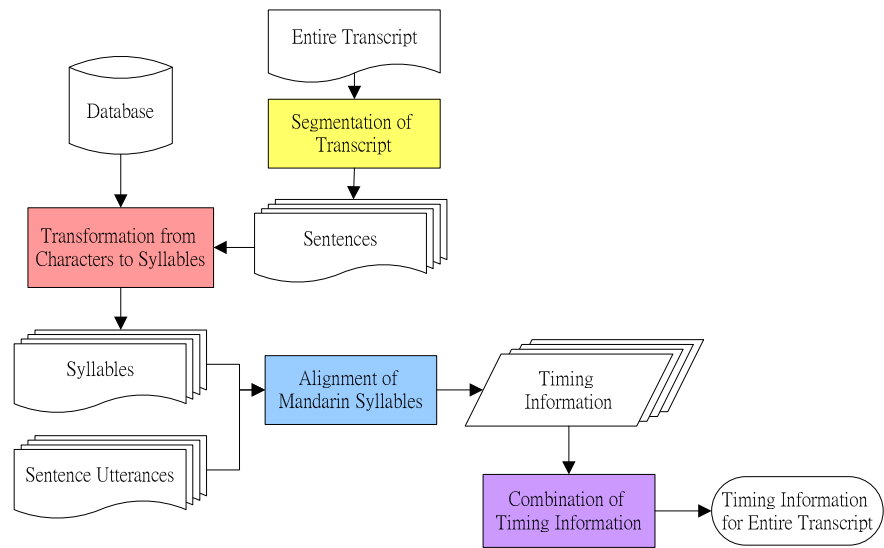 Entire Transcript
Database
Segmentation of
Transcript
Transformation from
Characters to Syllables
Sentences
Syllables
Alignment of
Mandarin Syllables
Timing
Information
Sentence Utterances
Combination of
Timing Information
Timing Information
for Entire Transcript